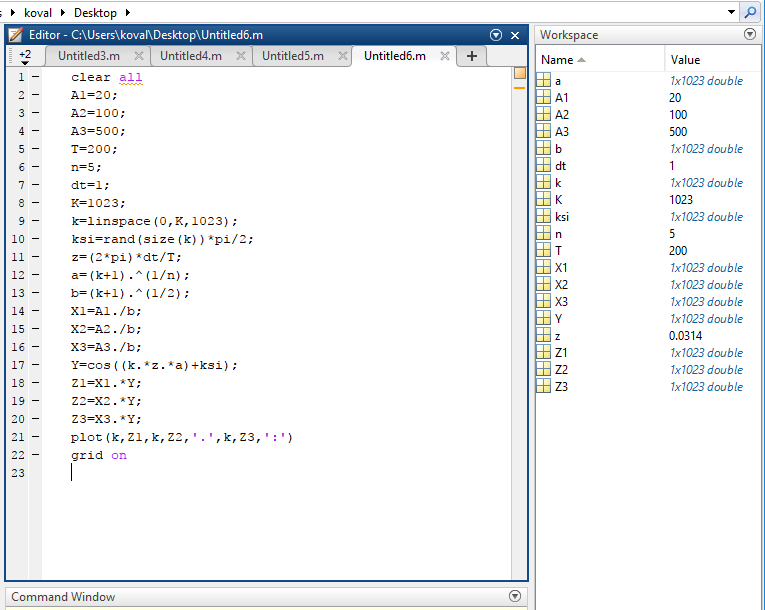 koval Desktop
Editor - C:\Users\koval\Desktop\Untitled6.m
+2 Untitled3.m Untitled4.m Untitled5.m Untitled6.m
1 clear all
2 A1=20;
3 A2=100;
4 A3=500;
5 T=200;
6 n=5;
7 dt=1;
8 K=1023;
9 k=linspace(0,K,1023);
10 ksi=rand(size(k))*pi/2;
11 z=(2*pi)*dt/T;
12 a=(k+1).^(1/n);
13 b=(k+1).^(1/2);
14 X1=A1./b;
15 X2=A2./b;
16 X3=A3./b;
17 Y=cos((k.*z.*a)+ksi);
18 Z1=X1.*Y;
19 Z2=X2.*Y;
20 Z3=X3.*Y;
21 plot(k,Z1,k,Z2,'.',k,Z3,':')
22 grid on
23
Command Window
Workspace
Name Value
a 1x1023 double
A1 20
A2 100
A3 500
b 1x1023 double
dt 1
k 1x1023 double
K 1023
ksi 1x1023 double
n 5
T 200
X1 1x1023 double
X2 1x1023 double
X3 1x1023 double
Y 1x1023 double
z 0.0314
Z1 1x1023 double
Z2 1x1023 double
Z3 1x1023 double